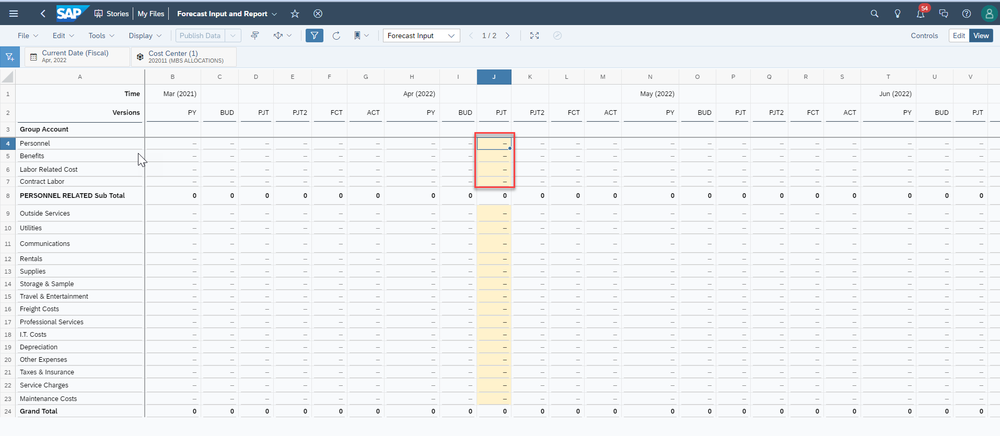 SAP Stories My Files Forecast Input and Report 54
File Edit Tools Display Publish Data Forecast Input 1 / 2 Controls Edit View
Current Date (Fiscal) Cost Center (1)
Apr, 2022 202011 (MBS ALLOCATIONS)
A B C D E F G H I J K L M N O P Q R S T U V
1 Time Mar (2021) Apr (2022) May (2022) Jun (2022)
2 Versions PY BUD PJT PJT2 FCT ACT PY BUD PJT PJT2 FCT ACT PY BUD PJT PJT2 FCT ACT PY BUD PJT
3 Group Account
4 Personnel – – – – – – – – – – – – – – – – – – – – –
5 Benefits – – – – – – – – – – – – – – – – – – – – –
6 Labor Related Cost – – – – – – – – – – – – – – – – – – – – –
7 Contract Labor – – – – – – – – – – – – – – – – – – – – –
8 PERSONNEL RELATED Sub Total 0 0 0 0 0 0 0 0 0 0 0 0 0 0 0 0 0 0 0 0 0
9 Outside Services – – – – – – – – – – – – – – – – – – – – –
10 Utilities – – – – – – – – – – – – – – – – – – – – –
11 Communications – – – – – – – – – – – – – – – – – – – – –
12 Rentals – – – – – – – – – – – – – – – – – – – – –
13 Supplies – – – – – – – – – – – – – – – – – – – – –
14 Storage & Sample – – – – – – – – – – – – – – – – – – – – –
15 Travel & Entertainment – – – – – – – – – – – – – – – – – – – – –
16 Freight Costs – – – – – – – – – – – – – – – – – – – – –
17 Professional Services – – – – – – – – – – – – – – – – – – – – –
18 I.T. Costs – – – – – – – – – – – – – – – – – – – – –
19 Depreciation – – – – – – – – – – – – – – – – – – – – –
20 Other Expenses – – – – – – – – – – – – – – – – – – – – –
21 Taxes & Insurance – – – – – – – – – – – – – – – – – – – – –
22 Service Charges – – – – – – – – – – – – – – – – – – – – –
23 Maintenance Costs – – – – – – – – – – – – – – – – – – – – –
24 Grand Total 0 0 0 0 0 0 0 0 0 0 0 0 0 0 0 0 0 0 0 0 0